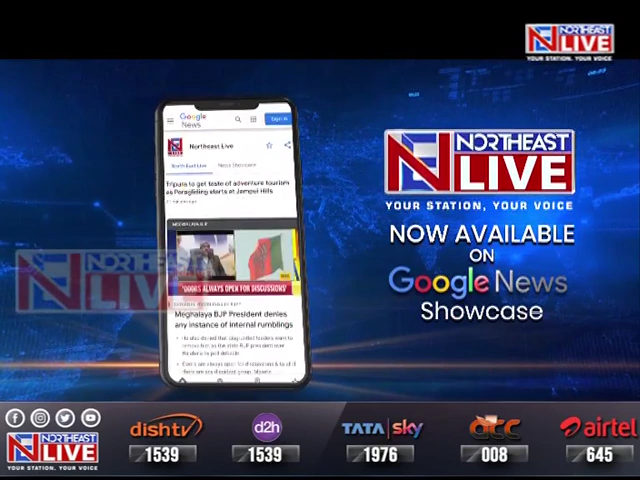 NORTHEAST
LIVE
YOUR STATION, YOUR VOICE
Google
News
Sign in
Northeast Live
North East Live
News Showcase
Tripura to get taste of adventure tourism
as Paragliding starts at Jampui Hills
'DOORS ALWAYS OPEN FOR DISCUSSIONS'
Meghalaya BJP President denies
any instance of internal rumblings
NORTHEAST
LIVE
YOUR STATION, YOUR VOICE
NOW AVAILABLE
ON
Google News
Showcase
NORTHEAST
LIVE
NORTHEAST
LIVE
YOUR STATION, YOUR VOICE
dishtv
1539
d2h
1539
TATA sky
1976
acc
008
airtel
645